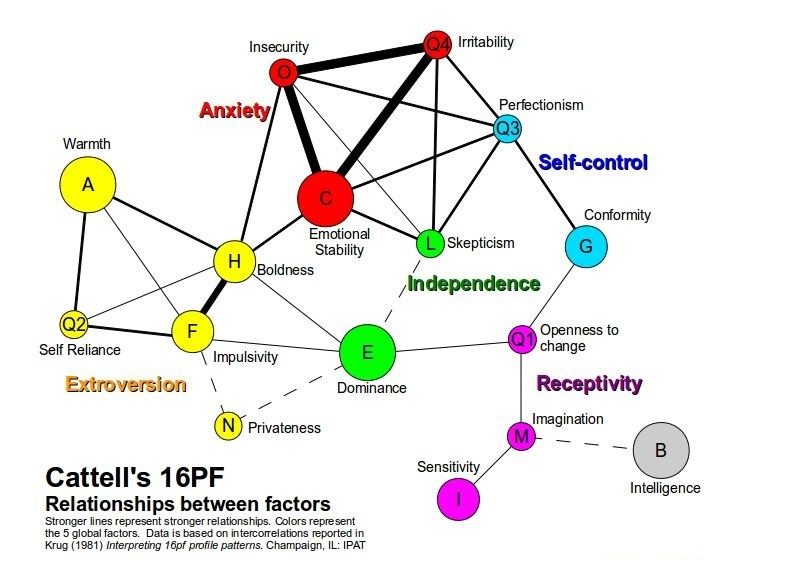 Q4 Irritability
Insecurity
O
Perfectionism
Anxiety
Q3
Warmth
Self-control
A
C
Conformity
Emotional
Stability
L Skepticism
G
H
Boldness
Independence
Q2
F
Q1 Openness to
change
Self Reliance
Impulsivity
E
Extroversion
Dominance
Receptivity
N Privateness
Imagination
M
B
Cattell's 16PF
Sensitivity
Intelligence
I
Relationships between factors
Stronger lines represent stronger relationships. Colors represent
the 5 global factors. Data is based on intercorrelations reported in
Krug (1981) Interpreting 16pf profile patterns. Champaign, IL: IPAT